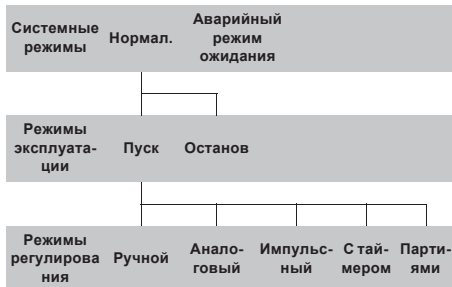 Системные режимы
Нормал.
Аварийный режим ожидания
Режимы эксплуата-
ции
Пуск
Останов
Режимы регулирова
ния
Ручной
Анало-
говый
Импульс-
ный
С тай-
мером
Парти-
ями